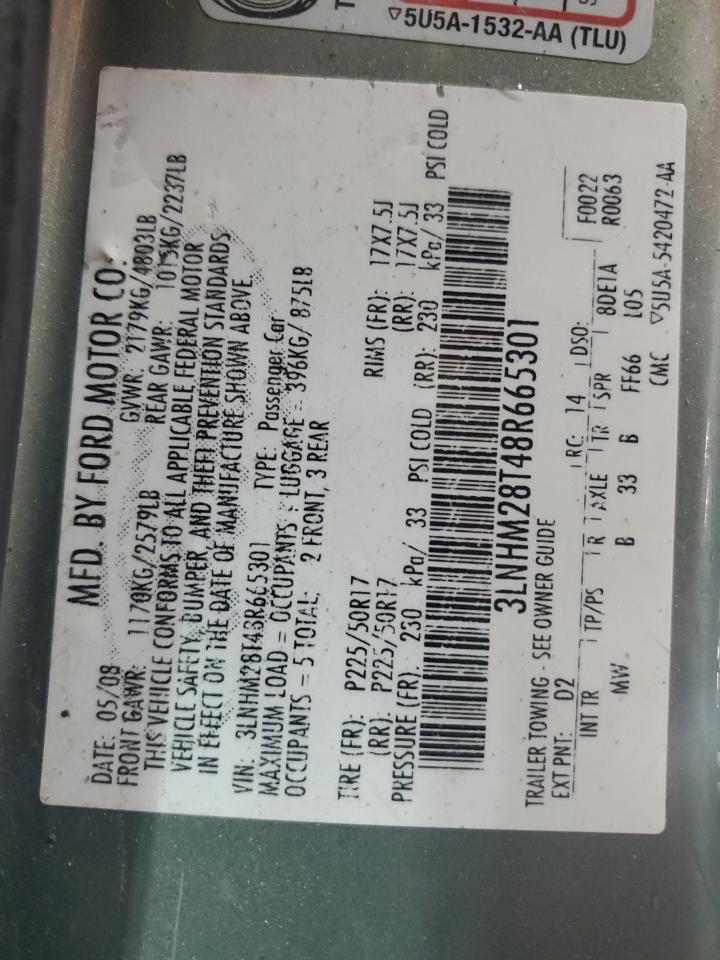 5U5A-1532-AA (TLU)
MFD. BY FORD MOTOR CO.
DATE: 05/08 GVWR: 2179KG/4803LB
FRONT GAWR: 1170KG/2579LB REAR GAWR: 1015KG/2237LB
THIS VEHICLE CONFORMS TO ALL APPLICABLE FEDERAL MOTOR
VEHICLE SAFETY, BUMPER, AND THEFT PREVENTION STANDARDS
IN EFFECT ON THE DATE OF MANUFACTURE SHOWN ABOVE
VIN: 3LNHM28T48R665301 TYPE: Passenger Car
MAXIMUM LOAD = OCCUPANTS + LUGGAGE = 396KG/ 875LB
OCCUPANTS = 5 TOTAL: 2 FRONT, 3 REAR
TIRE (FR): P225/50R17 RIMS (FR): 17X7.5J
(RR): P225/50R17 (RR): 17X7.5J
PRESSURE (FR): 230 kPa/ 33 PSI COLD (RR): 230 kPa/ 33 PSI COLD
3LNHM28T48R665301
TRAILER TOWING - SEE OWNER GUIDE
EXT PNT: D2 RC: 14 DSO: F0022
R0063
INT TR TP/PS R AXLE TR SPR 8DE1A
MW B 33 B FF66 L05
CMC 5U5A-5420472-AA